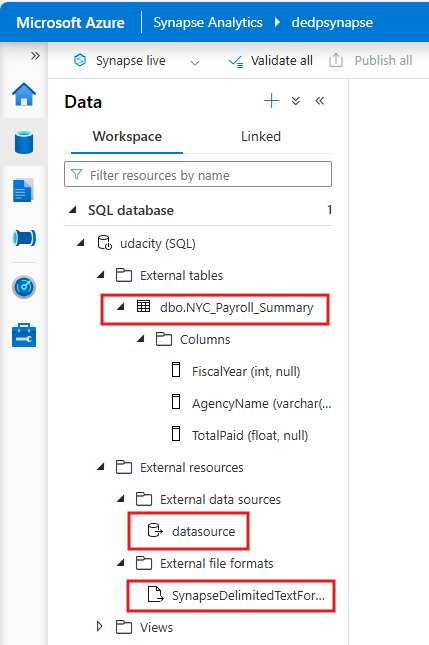 Microsoft Azure Synapse Analytics dedpsynapse
Synapse live Validate all Publish all
Data
Workspace Linked
Filter resources by name
SQL database 1
udacity (SQL)
External tables
dbo.NYC_Payroll_Summary
Columns
FiscalYear (int, null)
AgencyName (varchar(...
TotalPaid (float, null)
External resources
External data sources
datasource
External file formats
SynapseDelimitedTextFor...
Views